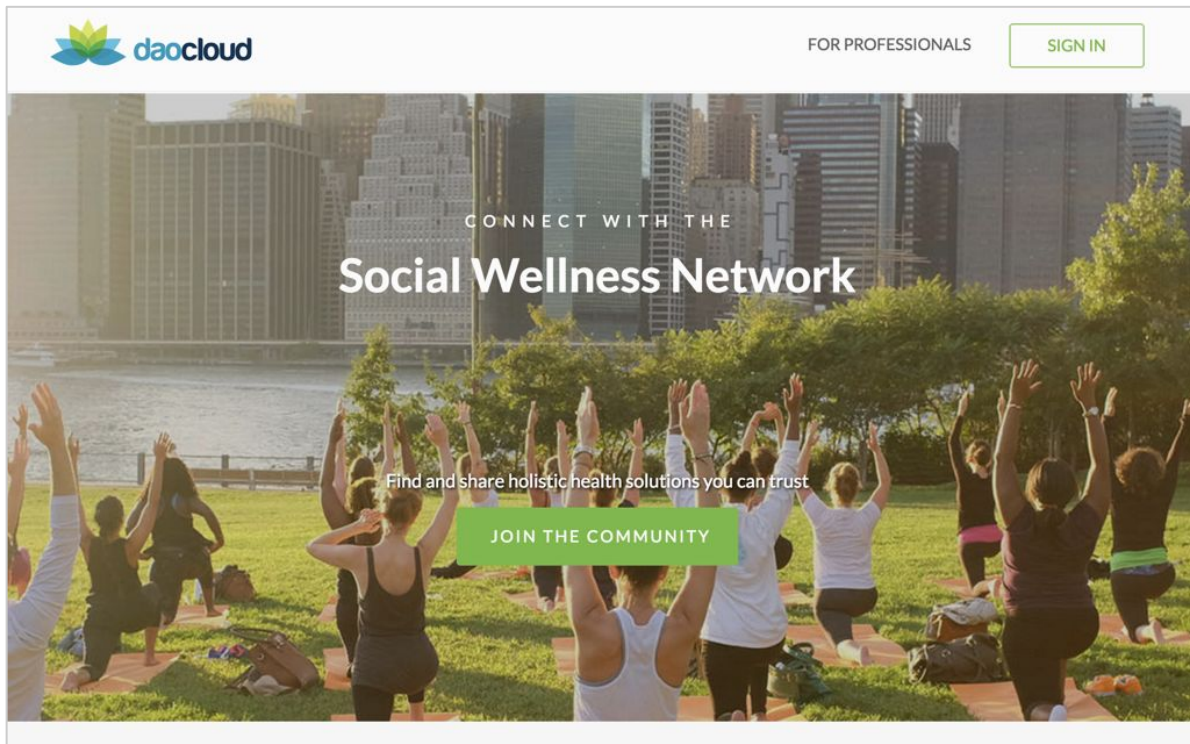 daocloud
FOR PROFESSIONALS
SIGN IN
CONNECT WITH THE
Social Wellness Network
Find and share holistic health solutions you can trust
JOIN THE COMMUNITY